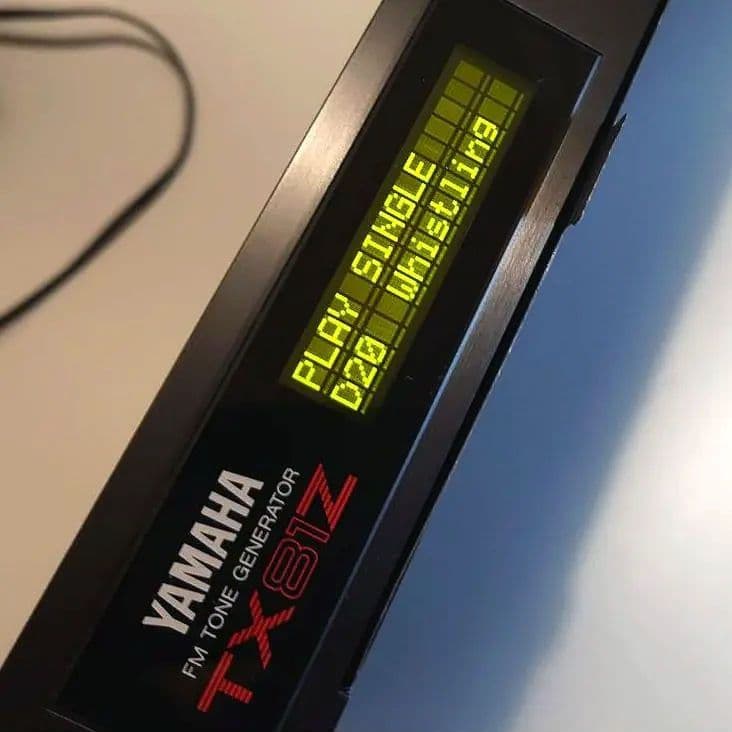 PLAY SINGLE
D20 Whistling
YAMAHA
FM TONE GENERATOR
TX81Z